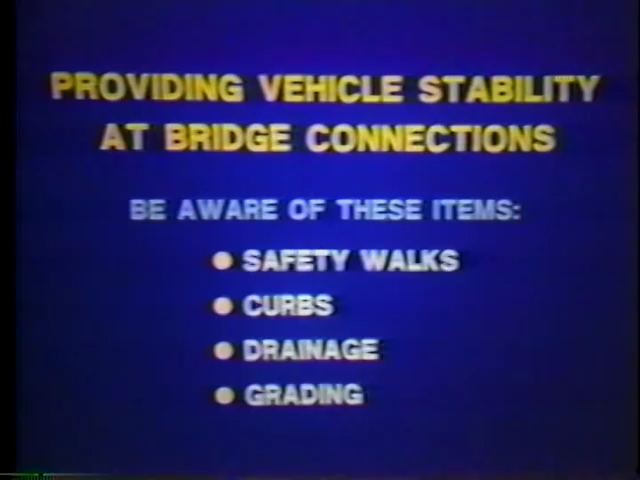 PROVIDING VEHICLE STABILITY
AT BRIDGE CONNECTIONS
BE AWARE OF THESE ITEMS:
● SAFETY WALKS
● CURBS
● DRAINAGE
● GRADING